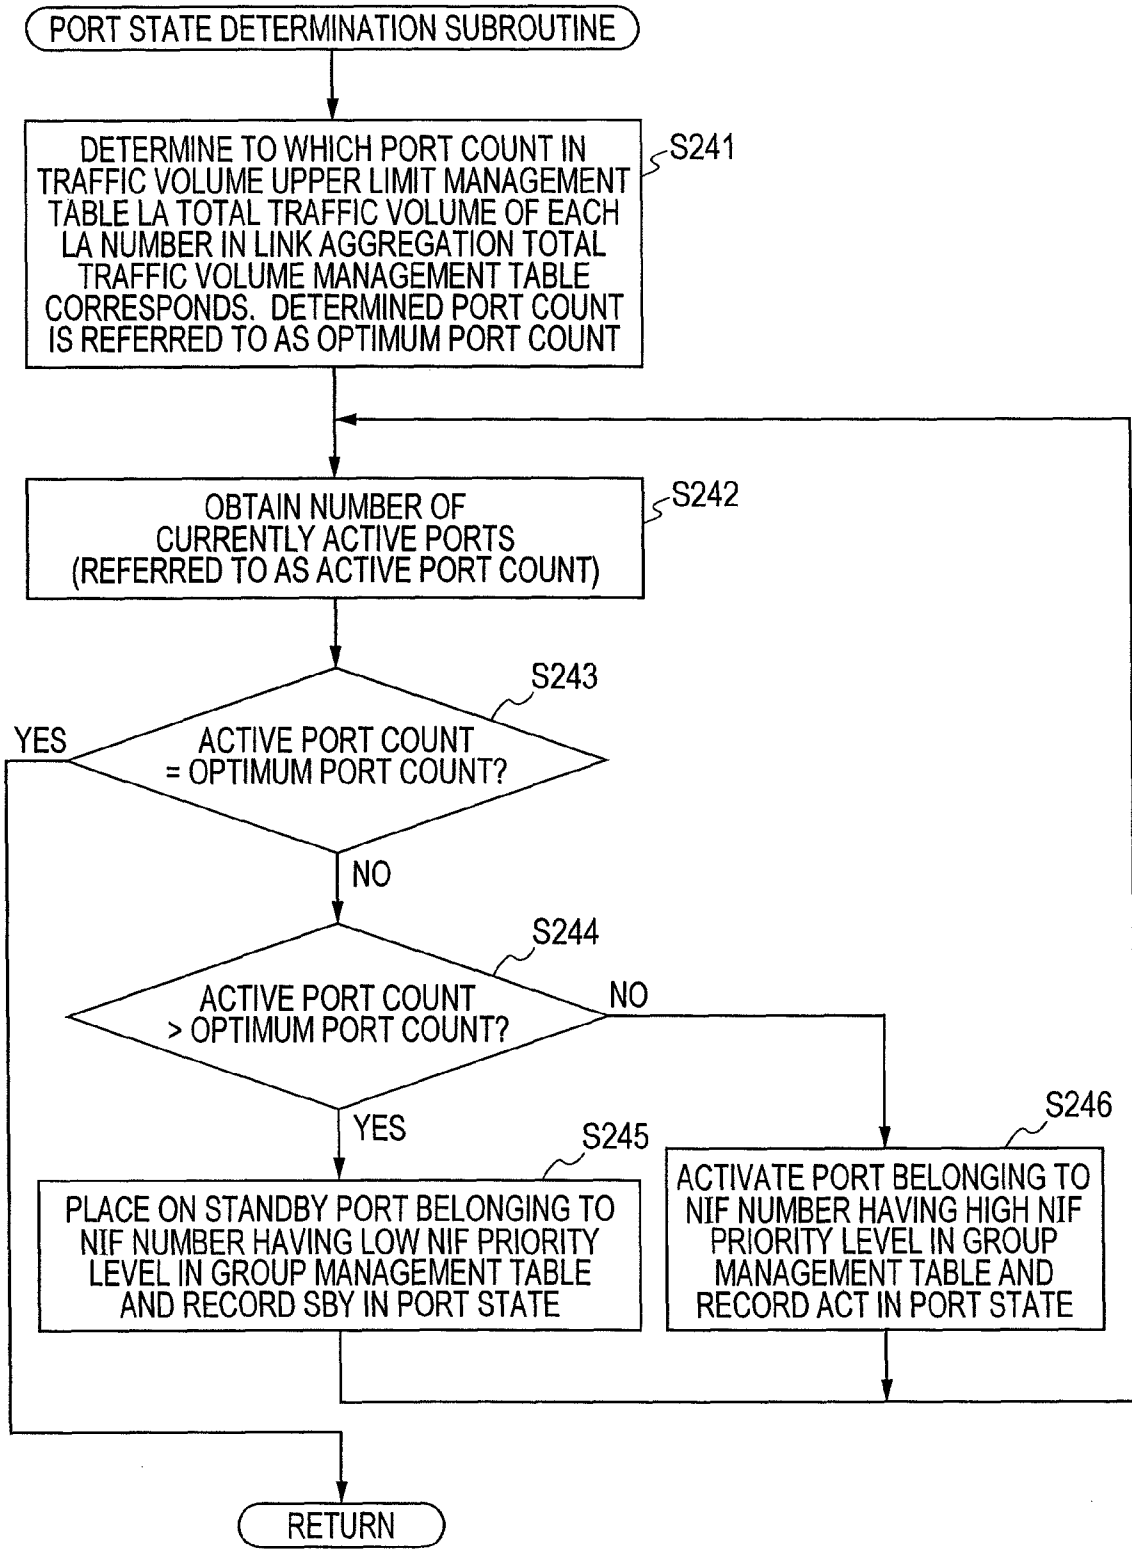 PORT STATE DETERMINATION SUBROUTINE
DETERMINE TO WHICH PORT COUNT IN
TRAFFIC VOLUME UPPER LIMIT MANAGEMENT
TABLE LA TOTAL TRAFFIC VOLUME OF EACH
LA NUMBER IN LINK AGGREGATION TOTAL
TRAFFIC VOLUME MANAGEMENT TABLE
CORRESPONDS. DETERMINED PORT COUNT
IS REFERRED TO AS OPTIMUM PORT COUNT
S241
OBTAIN NUMBER OF
CURRENTLY ACTIVE PORTS
(REFERRED TO AS ACTIVE PORT COUNT)
S242
S243
YES
ACTIVE PORT COUNT
= OPTIMUM PORT COUNT?
NO
S244
ACTIVE PORT COUNT
> OPTIMUM PORT COUNT?
NO
YES
S245
PLACE ON STANDBY PORT BELONGING TO
NIF NUMBER HAVING LOW NIF PRIORITY
LEVEL IN GROUP MANAGEMENT TABLE
AND RECORD SBY IN PORT STATE
S246
ACTIVATE PORT BELONGING TO
NIF NUMBER HAVING HIGH NIF
PRIORITY LEVEL IN GROUP
MANAGEMENT TABLE AND
RECORD ACT IN PORT STATE
RETURN